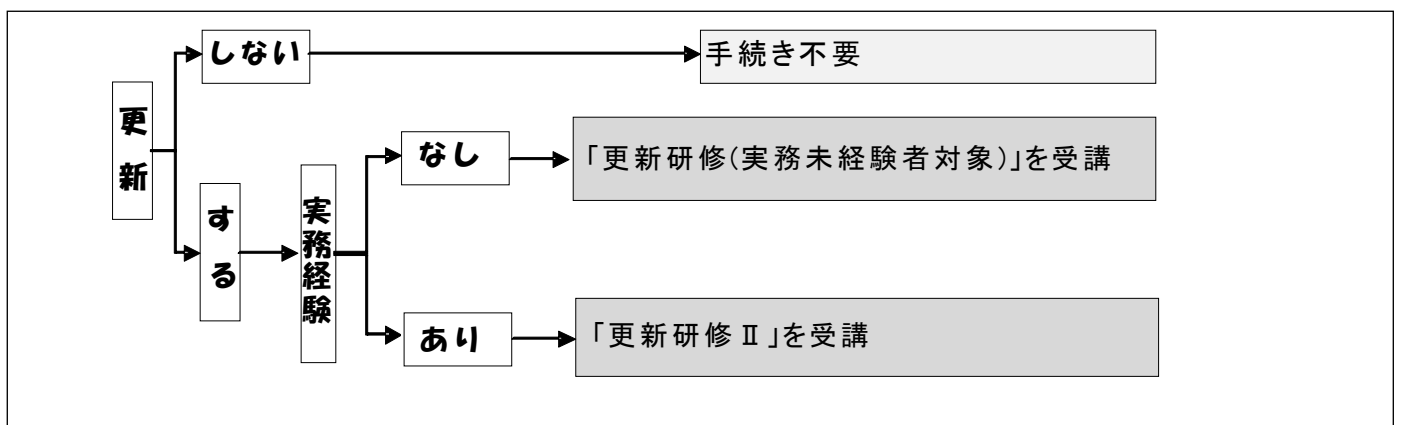 更新
しない
手続き不要
する
実務経験
なし
「更新研修(実務未経験者対象)」を受講
あり
「更新研修Ⅱ」を受講